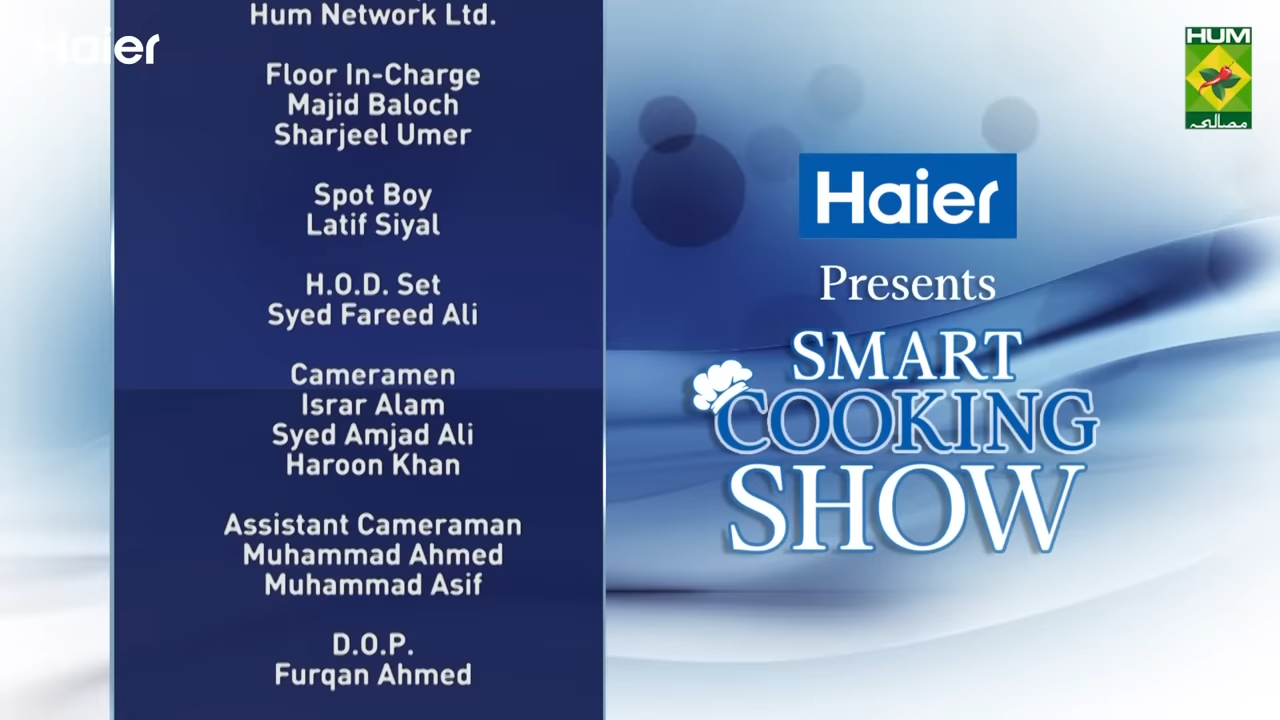 Hum Network Ltd.
Haier
Floor In-Charge
Majid Baloch
Sharjeel Umer
Spot Boy
Latif Siyal
H.O.D. Set
Syed Fareed Ali
Cameramen
Israr Alam
Syed Amjad Ali
Haroon Khan
Assistant Cameraman
Muhammad Ahmed
Muhammad Asif
D.O.P.
Furqan Ahmed
HUM
مصالحہ
Haier
Presents
SMART
COOKING
SHOW